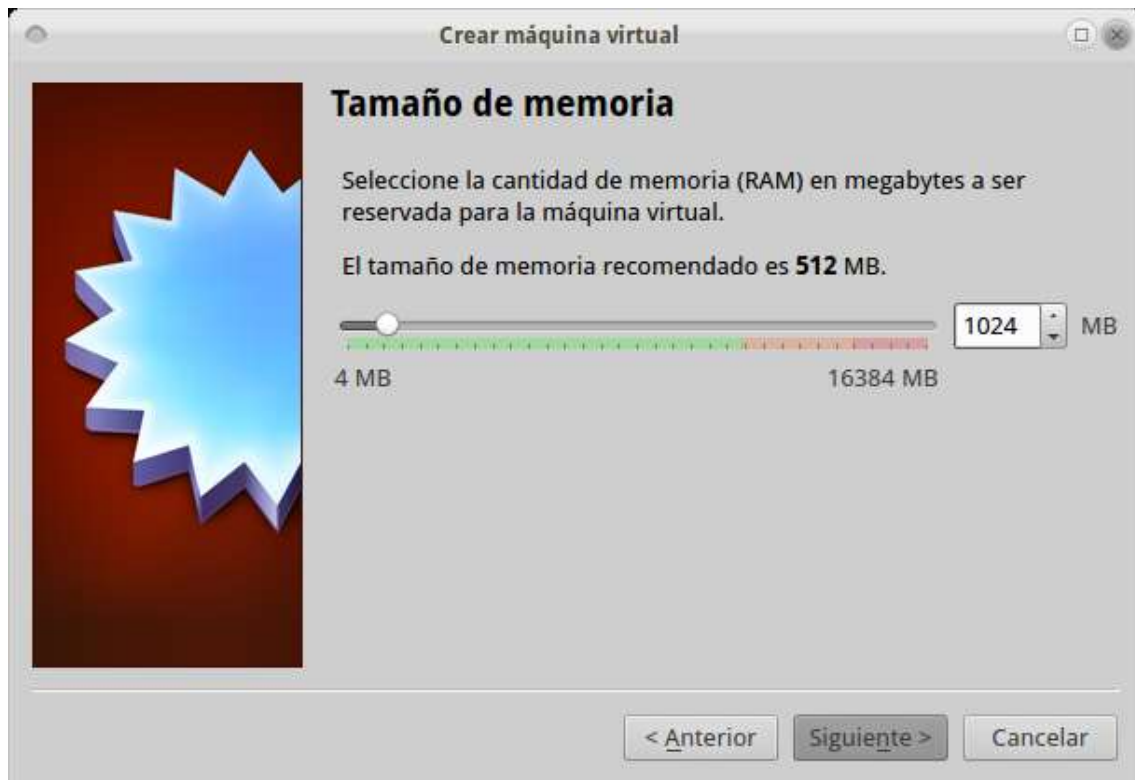 Crear máquina virtual
Tamaño de memoria
Seleccione la cantidad de memoria (RAM) en megabytes a ser
reservada para la máquina virtual.
El tamaño de memoria recomendado es 512 MB.
1024 MB
4 MB 16384 MB
< Anterior Siguiente > Cancelar